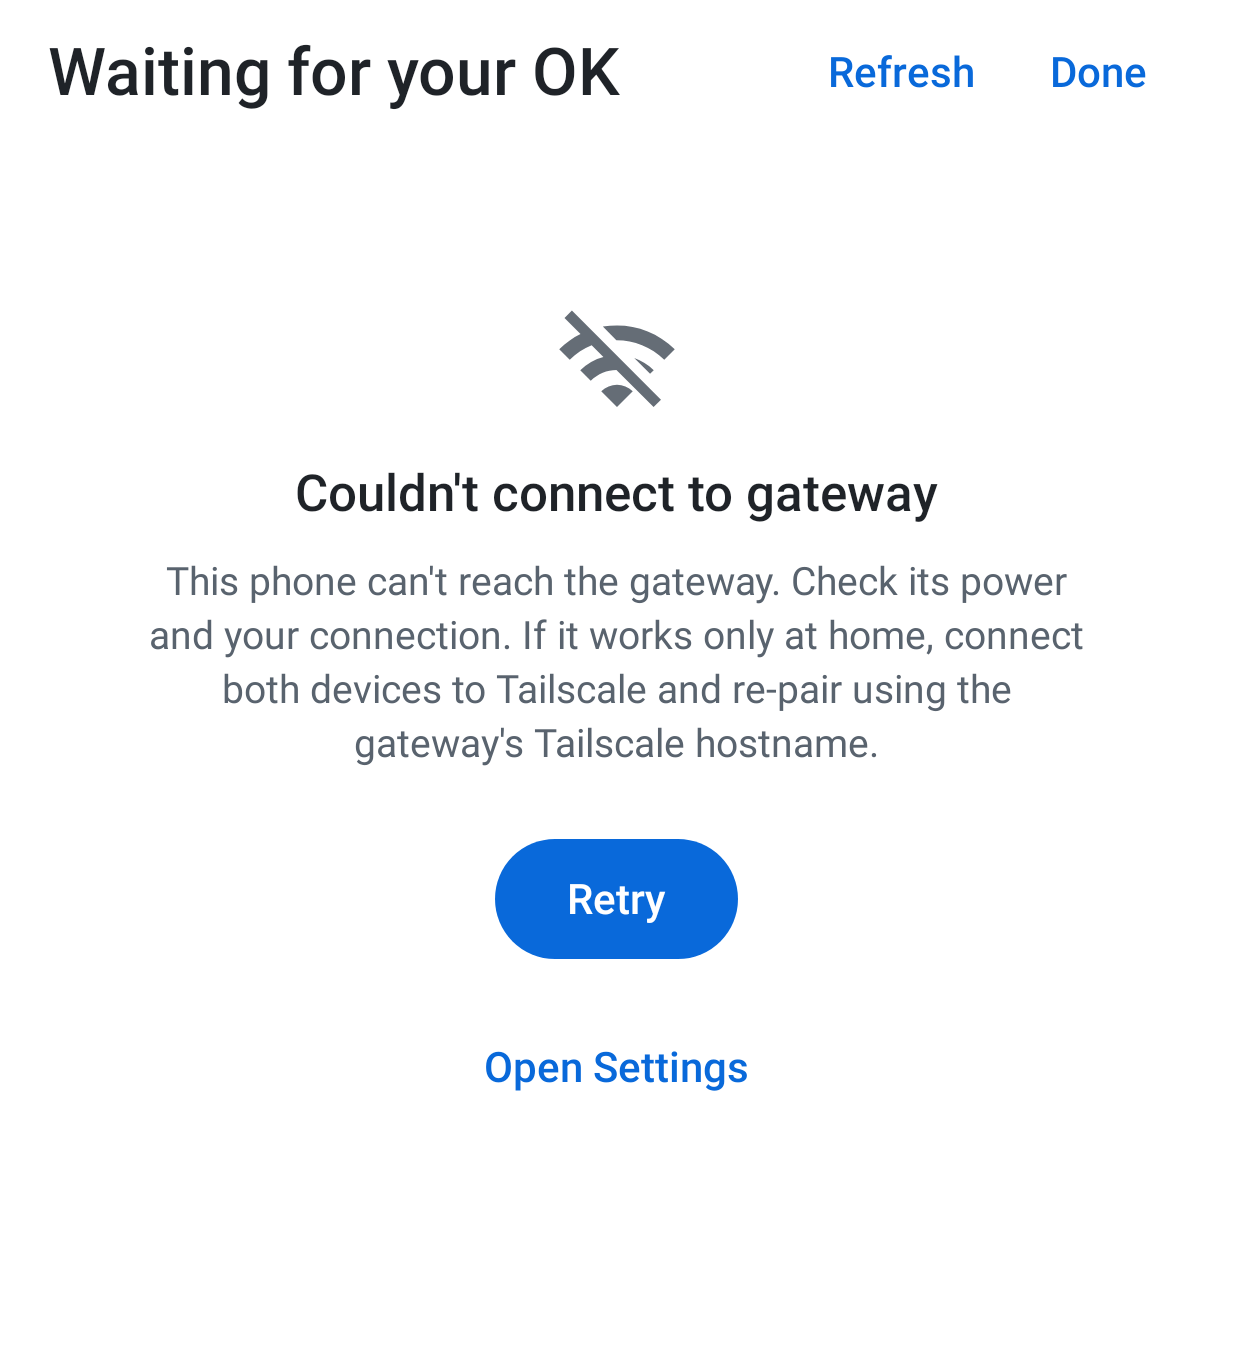 Waiting for your OK
Refresh
Done
Couldn't connect to gateway
This phone can't reach the gateway. Check its power
and your connection. If it works only at home, connect
both devices to Tailscale and re-pair using the
gateway's Tailscale hostname.
Retry
Open Settings